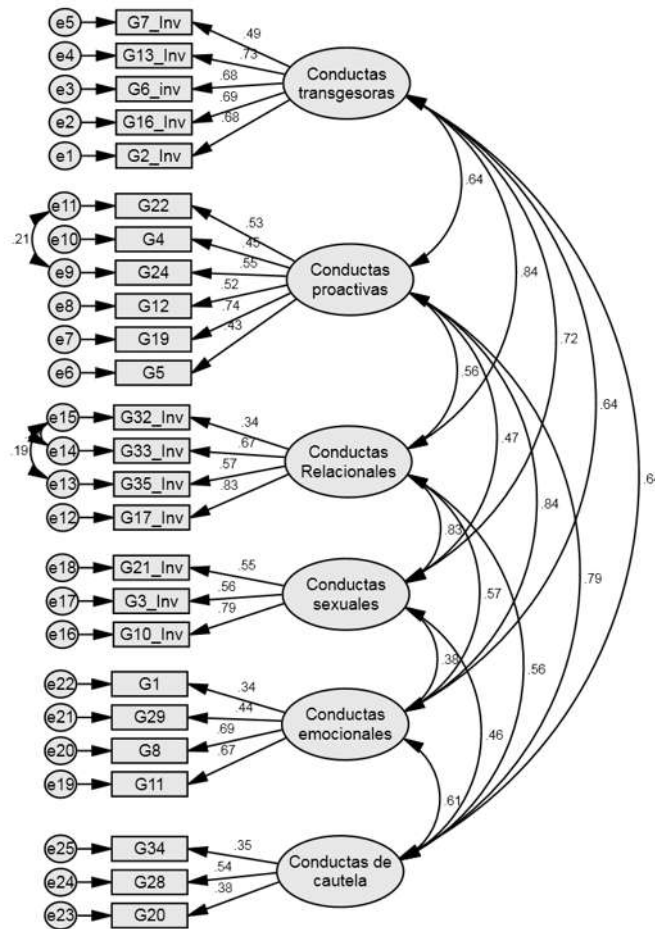 e5 G7_Inv .49
e4 G13_Inv .73
e3 G6_inv .68
e2 G16_Inv .69
e1 G2_Inv .68
Conductas
transgesoras
e11 G22 .53
e10 G4 .45
e9 G24 .55
e8 G12 .52
e7 G19 .74
e6 G5 .43
.21
Conductas
proactivas
e15 G32_Inv .34
e14 G33_Inv .67
e13 G35_Inv .57
e12 G17_Inv .83
.19
Conductas
Relacionales
e18 G21_Inv .55
e17 G3_Inv .56
e16 G10_Inv .79
Conductas
sexuales
e22 G1 .34
e21 G29 .44
e20 G8 .69
e19 G11 .67
Conductas
emocionales
e25 G34 .35
e24 G28 .54
e23 G20 .38
Conductas de
cautela
.64
.84
.72
.64
.64
.56
.47
.84
.79
.83
.57
.56
.38
.46
.61